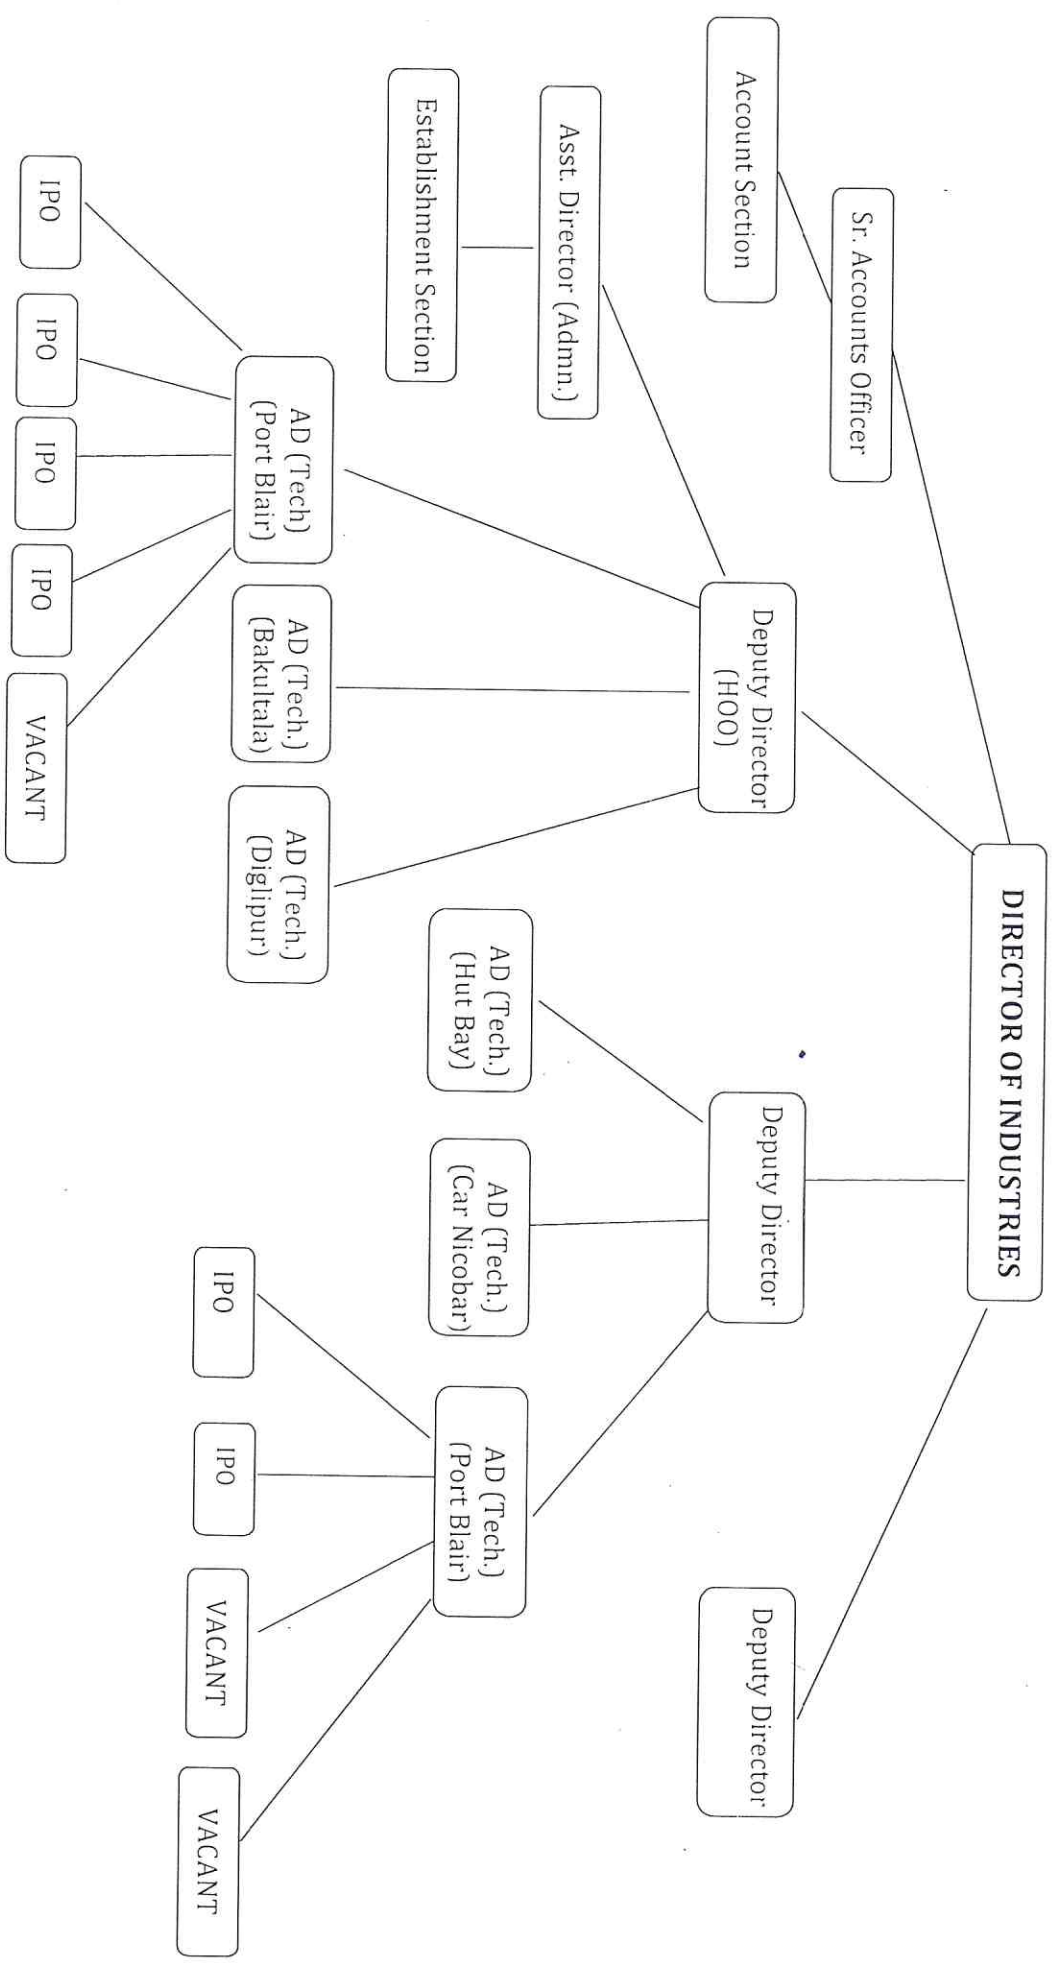 DIRECTOR OF INDUSTRIES
Sr. Accounts Officer
Account Section
Deputy Director
(HOO)
Deputy Director
Deputy Director
Asst. Director (Admn.)
Establishment Section
AD (Tech.)
(Hut Bay)
AD (Tech.)
(Car Nicobar)
AD (Tech.)
(Port Blair)
AD (Tech)
(Port Blair)
AD (Tech.)
(Bakultala)
AD (Tech.)
(Diglipur)
IPO
IPO
VACANT
VACANT
IPO
IPO
IPO
IPO
VACANT